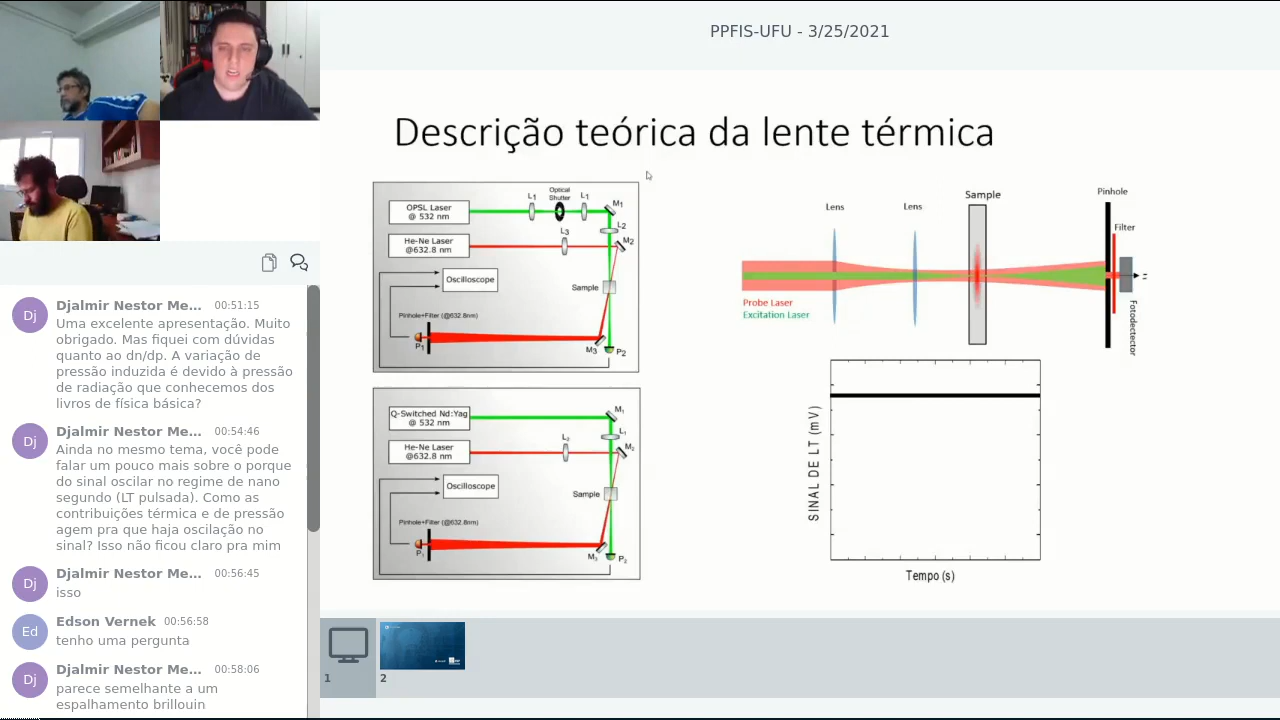 PPFIS-UFU - 3/25/2021
Descrição teórica da lente térmica
OPSL Laser
@ 532 nm
L1
Optical
Shutter
L1
M1
L2
He-Ne Laser
@632.8 nm
L3
M2
Oscilloscope
Sample
Pinhole+Filter (@632.8nm)
P1
M3
P2
Q-Switched Nd:Yag
@ 532 nm
M1
L1
He-Ne Laser
@632.8 nm
L2
M2
Oscilloscope
Sample
Pinhole+Filter (@632.8nm)
P1
M3
P2
Lens
Lens
Sample
Pinhole
Filter
Probe Laser
Excitation Laser
Fotodectector
SINAL DE LT (mV)
Tempo (s)
Dj
Djalmir Nestor Me... 00:51:15
Uma excelente apresentação. Muito
obrigado. Mas fiquei com dúvidas
quanto ao dn/dp. A variação de
pressão induzida é devido à pressão
de radiação que conhecemos dos
livros de física básica?
Dj
Djalmir Nestor Me... 00:54:46
Ainda no mesmo tema, você pode
falar um pouco mais sobre o porque
do sinal oscilar no regime de nano
segundo (LT pulsada). Como as
contribuições térmica e de pressão
agem pra que haja oscilação no
sinal? Isso não ficou claro pra mim
Dj
Djalmir Nestor Me... 00:56:45
isso
Ed
Edson Vernek 00:56:58
tenho uma pergunta
Dj
Djalmir Nestor Me... 00:58:06
parece semelhante a um
espalhamento brillouin
1
2